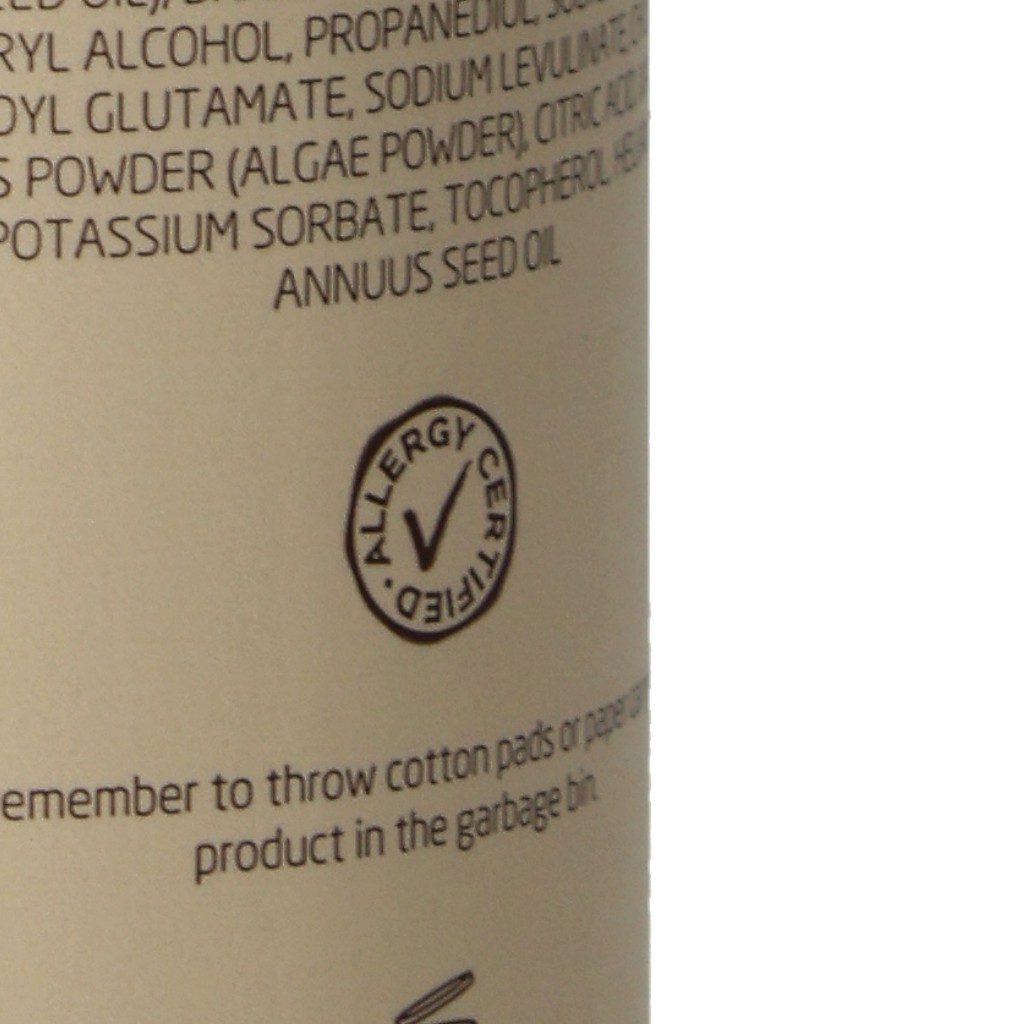 RYL ALCOHOL, PROPANEDIOL,
OYL GLUTAMATE, SODIUM LEVULINATE
S POWDER (ALGAE POWDER), CITRIC ACID,
POTASSIUM SORBATE, TOCOPHEROL,
ANNUUS SEED OIL
ALLERGY CERTIFIED
emember to throw cotton pads or paper
product in the garbage bin.